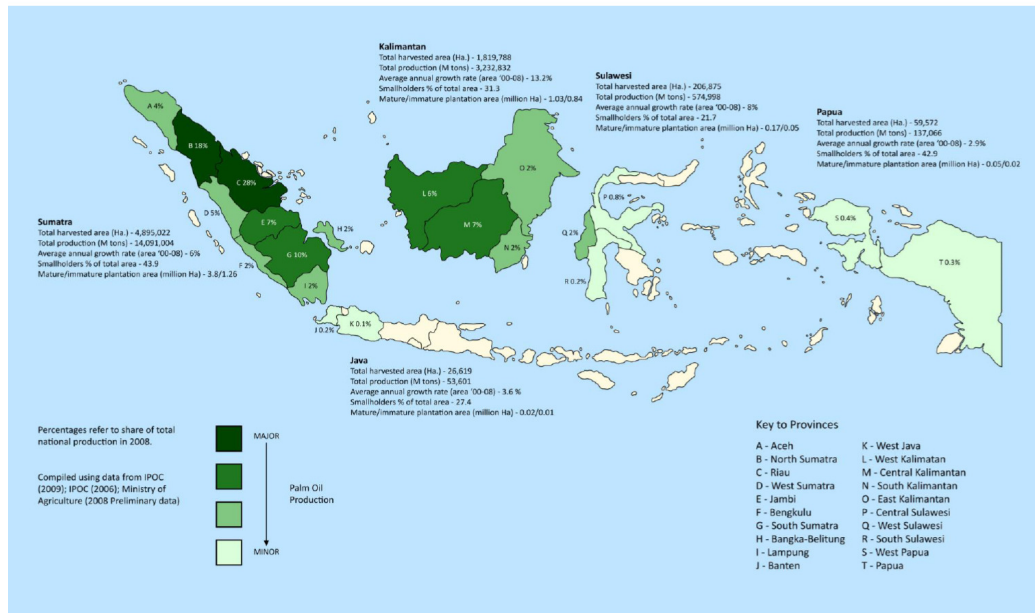 Kalimantan
Total harvested area (Ha.) - 1,819,788
Total production (M tons) - 3,232,832
Average annual growth rate (area '00-08) - 13.2%
Smallholders % of total area - 31.3
Mature/immature plantation area (million Ha) - 1.03/0.84
Sulawesi
Total harvested area (Ha.) - 206,875
Total production (M tons) - 574,998
Average annual growth rate (area '00-08) - 8%
Smallholders % of total area - 21.7
Mature/immature plantation area (million Ha) - 0.17/0.05
Papua
Total harvested area (Ha.) - 59,572
Total production (M tons) - 137,066
Average annual growth rate (area '00-08) - 2.9%
Smallholders % of total area - 42.9
Mature/immature plantation area (million Ha) - 0.05/0.02
A 4%
B 18%
C 28%
D 5%
E 7%
H 2%
G 10%
F 2%
I 2%
J 0.2%
K 0.1%
L 6%
O 2%
M 7%
N 2%
P 0.8%
Q 2%
R 0.2%
S 0.4%
T 0.3%
Sumatra
Total harvested area (Ha.) - 4,895,022
Total production (M tons) - 14,091,004
Average annual growth rate (area '00-08) - 6%
Smallholders % of total area - 43.9
Mature/immature plantation area (million Ha) - 3.8/1.26
Java
Total harvested area (Ha.) - 26,619
Total production (M tons) - 53,601
Average annual growth rate (area '00-08) - 3.6 %
Smallholders % of total area - 27.4
Mature/immature plantation area (million Ha) - 0.02/0.01
Percentages refer to share of total
national production in 2008.
Compiled using data from IPOC
(2009); IPOC (2006); Ministry of
Agriculture (2008 Preliminary data)
MAJOR
Palm Oil
Production
MINOR
Key to Provinces
A - Aceh
B - North Sumatra
C - Riau
D - West Sumatra
E - Jambi
F - Bengkulu
G - South Sumatra
H - Bangka-Belitung
I - Lampung
J - Banten
K - West Java
L - West Kalimatan
M - Central Kalimantan
N - South Kalimantan
O - East Kalimantan
P - Central Sulawesi
Q - West Sulawesi
R - South Sulawesi
S - West Papua
T - Papua